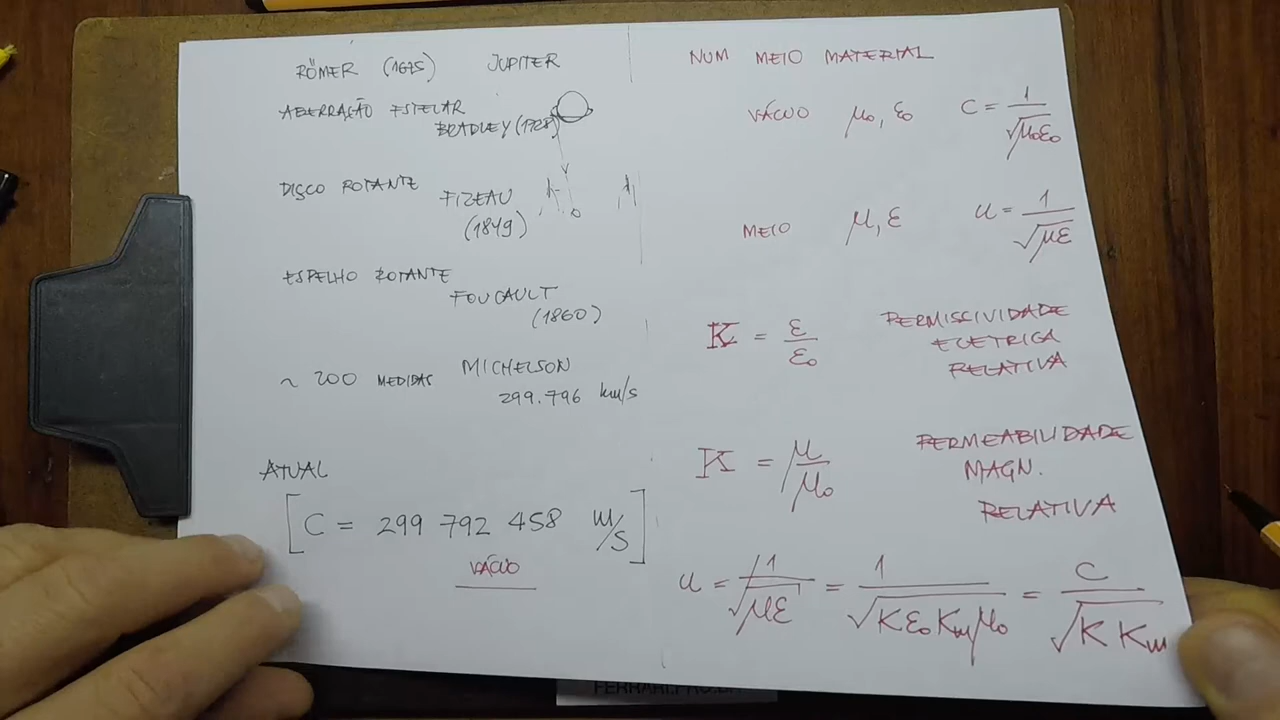 RÖMER (1675) JUPITER
ABERRAÇÃO ESTELAR
BRADLEY (1728)
DISCO ROTANTE FIZEAU
(1849)
ESPELHO ROTANTE
FOUCAULT
(1860)
~ 200 MEDIDAS MICHELSON
299.796 km/s
ATUAL
[C = 299 792 458 m/s]
VÁCUO
NUM MEIO MATERIAL
VÁCUO μ₀, ε₀ C = 1/√μ₀ε₀
MEIO μ, ε u = 1/√με
K = ε/ε₀ PERMISSIVIDADE
ELETRICA
RELATIVA
K = μ/μ₀ PERMEABILIDADE
MAGN.
RELATIVA
u = 1/√με = 1/√Kε₀Kmμ₀ = C/√K Km